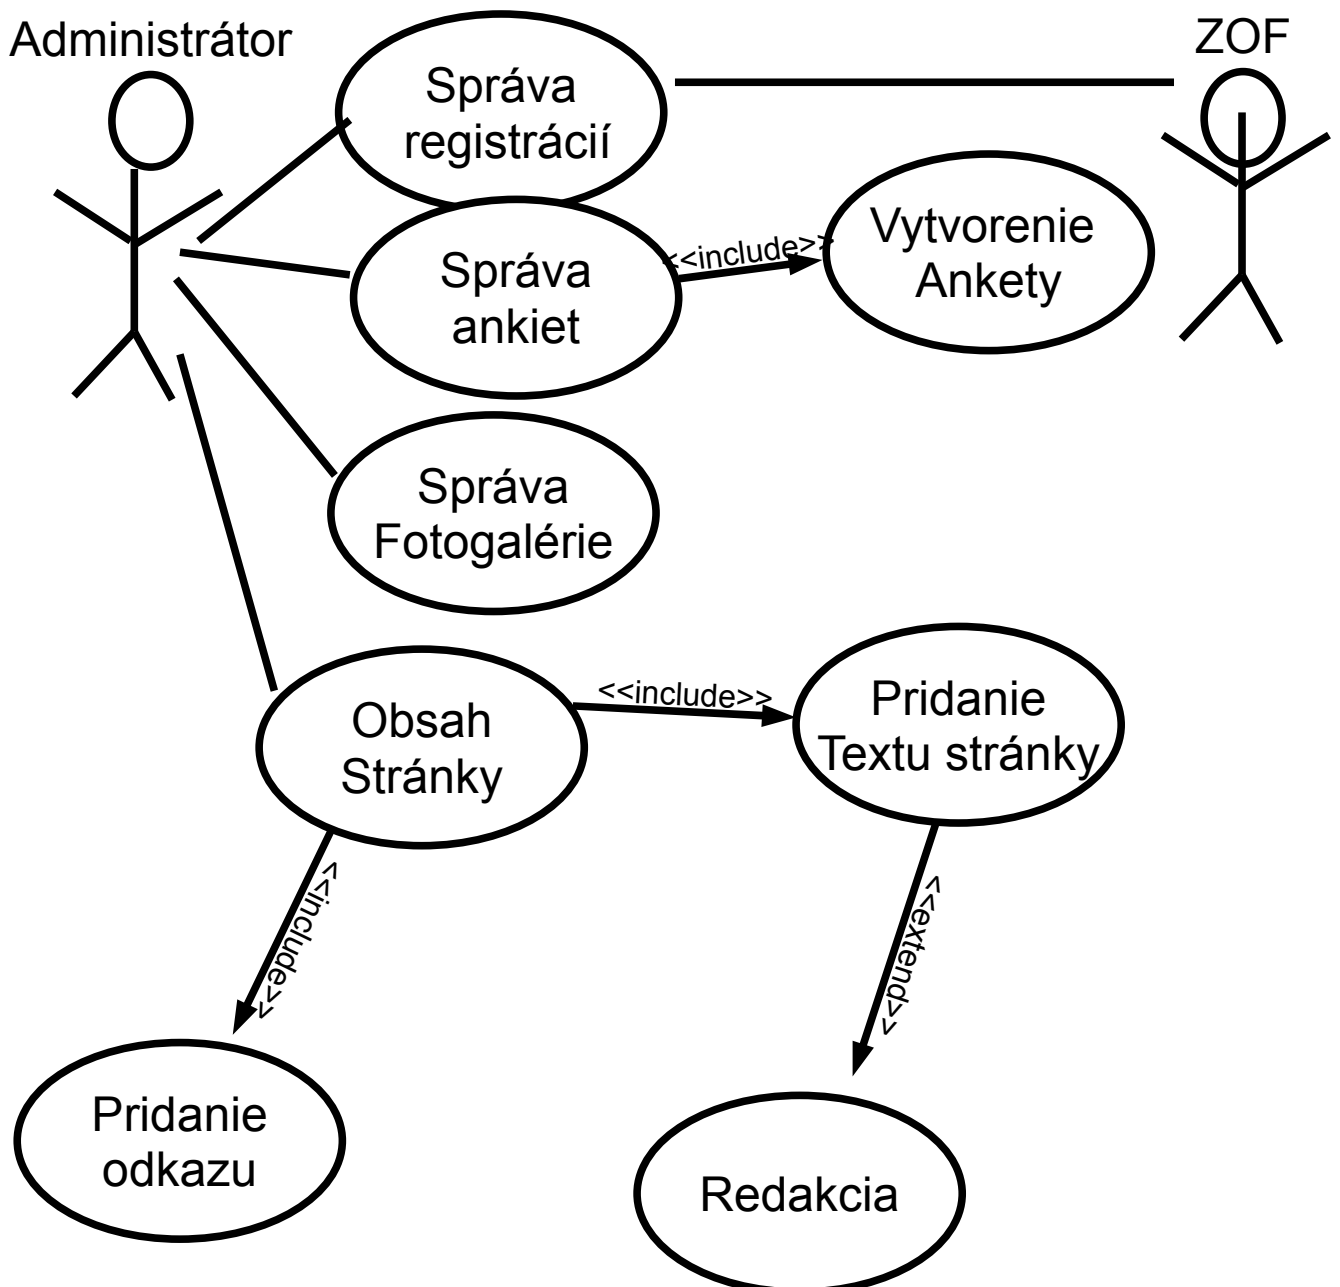 Administrátor
ZOF
Správa
registrácií
Správa
ankiet
<<include>>
Vytvorenie
Ankety
Správa
Fotogalérie
Obsah
Stránky
<<include>>
Pridanie
Textu stránky
<<include>>
<<extend>>
Pridanie
odkazu
Redakcia